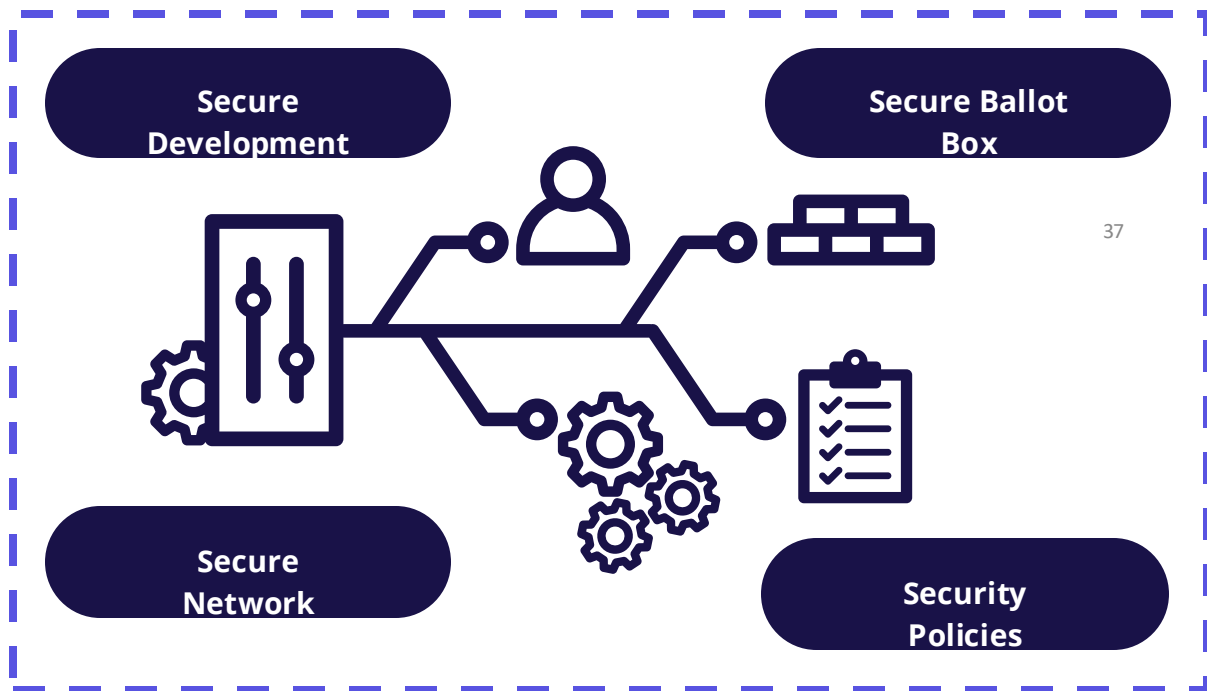 Secure
Development
Secure Ballot
Box
37
Secure
Network
Security
Policies